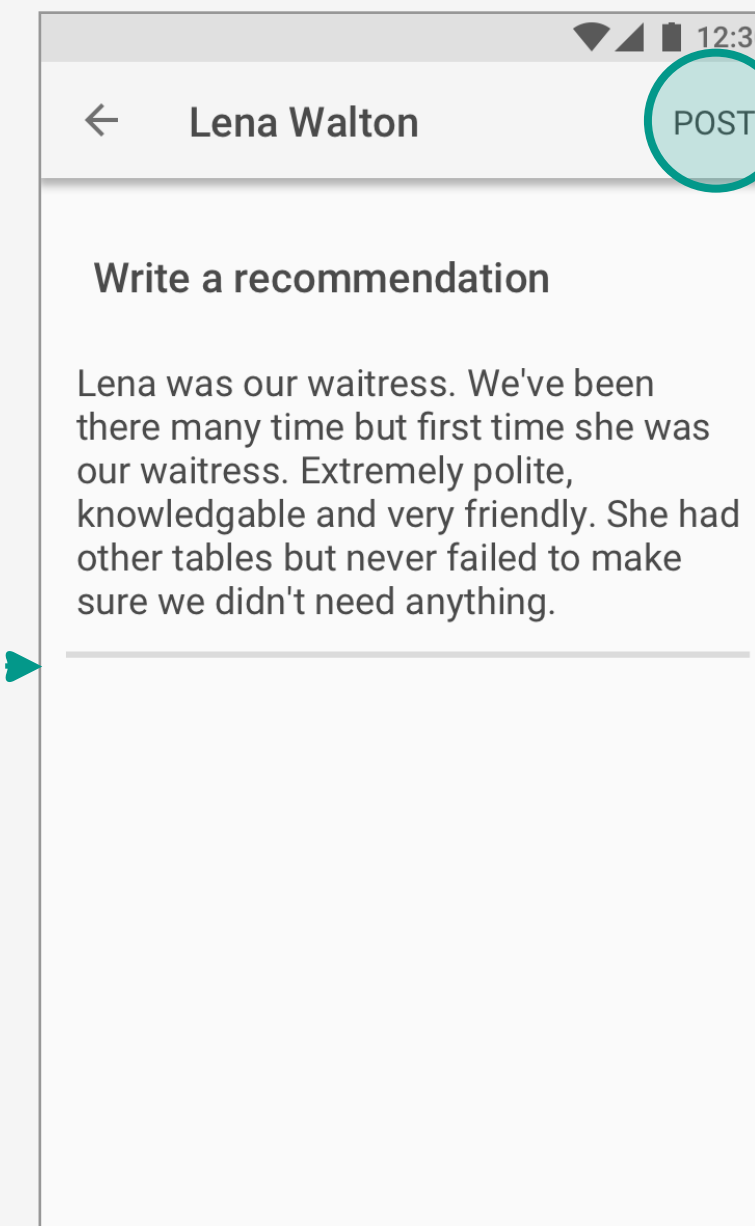 12:3
Lena Walton
POST
Write a recommendation
Lena was our waitress. We've been
there many time but first time she was
our waitress. Extremely polite,
knowledgable and very friendly. She had
other tables but never failed to make
sure we didn't need anything.